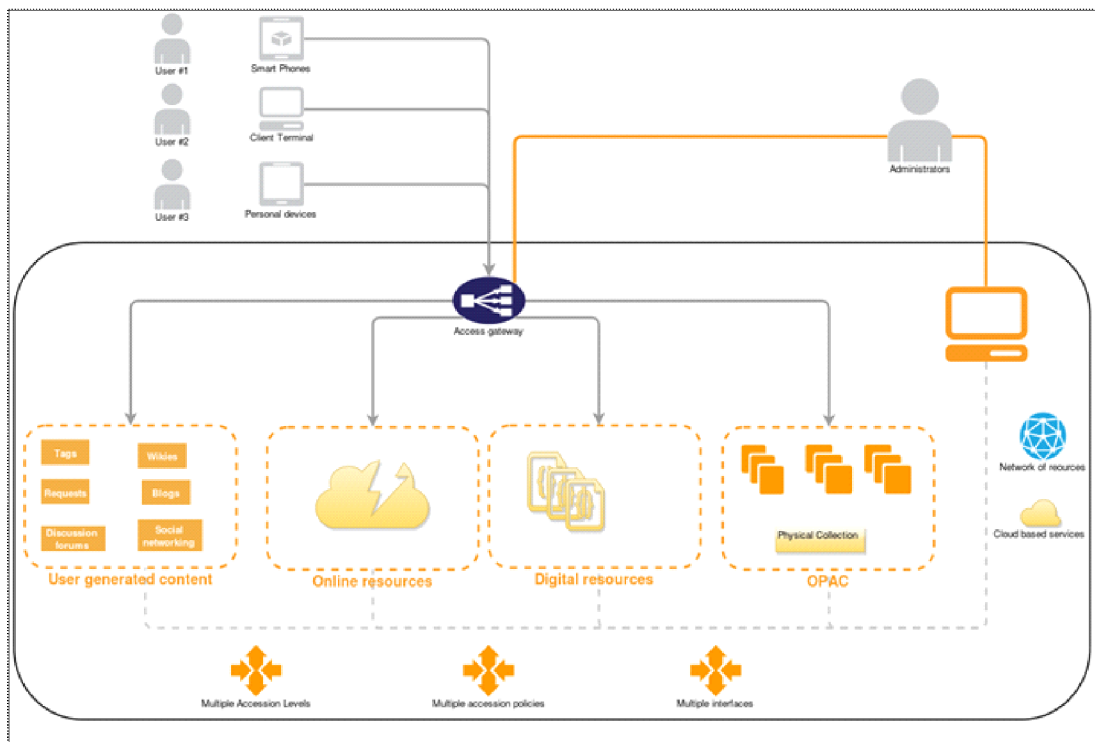 User #1
Smart Phones
User #2
Client Terminal
User #3
Personal devices
Administrators
Access gateway
Tags
Wikies
Requests
Blogs
Discussion
forums
Social
networking
User generated content
Online resources
Digital resources
Physical Collection
OPAC
Network of reources
Cloud based services
Multiple Accession Levels
Multiple accession policies
Multiple interfaces